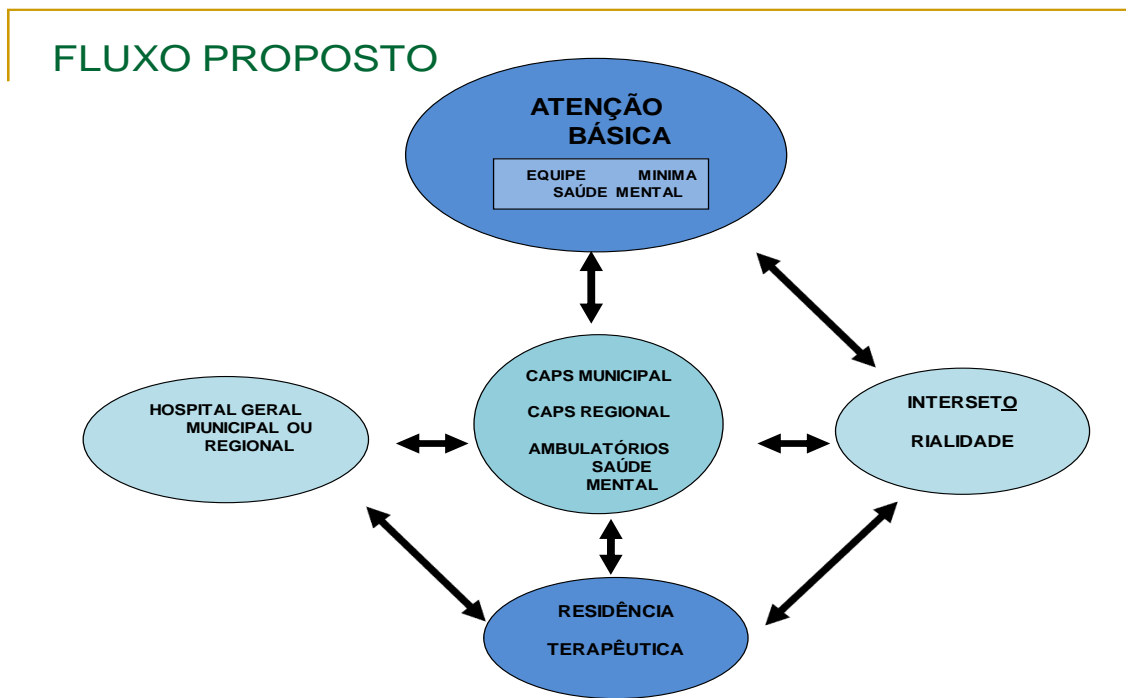 FLUXO PROPOSTO
ATENÇÃO
BÁSICA
EQUIPE MINIMA
SAÚDE MENTAL
CAPS MUNICIPAL
CAPS REGIONAL
AMBULATÓRIOS
SAÚDE
MENTAL
HOSPITAL GERAL
MUNICIPAL OU
REGIONAL
INTERSETO
RIALIDADE
RESIDÊNCIA
TERAPÊUTICA